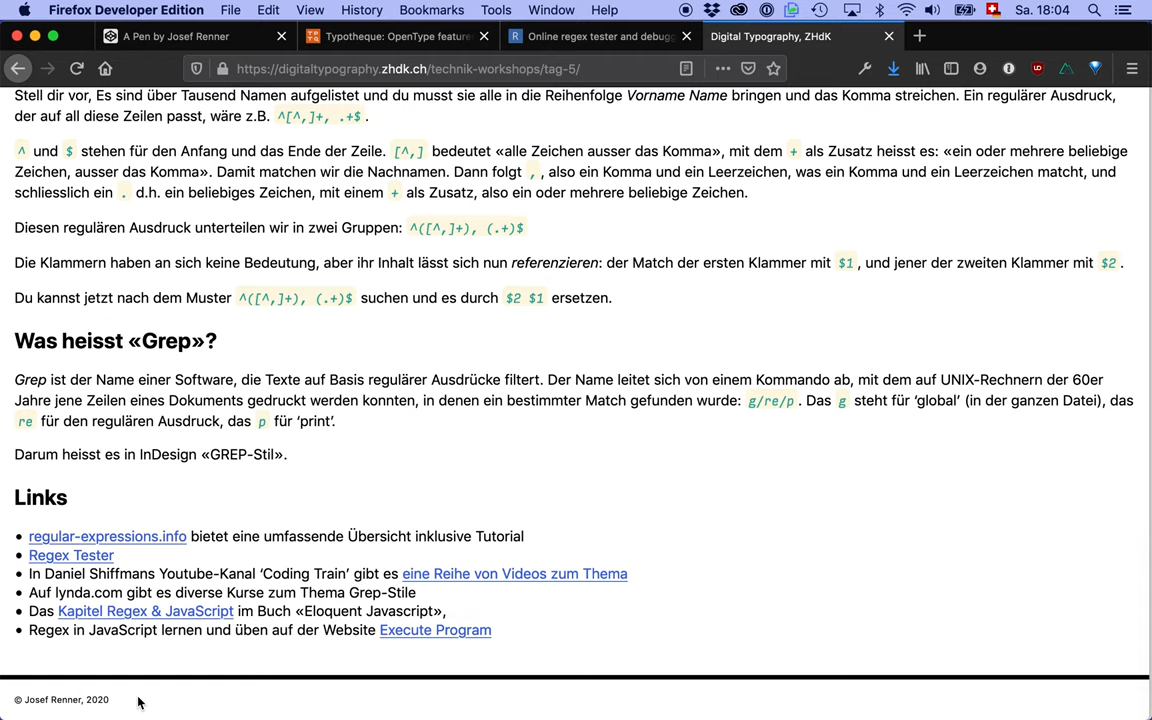 Firefox Developer Edition File Edit View History Bookmarks Tools Window Help Sa. 18:04
A Pen by Josef Renner Typotheque: OpenType feature Online regex tester and debugg Digital Typography, ZHdK
https://digitaltypography.zhdk.ch/technik-workshops/tag-5/
Stell dir vor, Es sind über Tausend Namen aufgelistet und du musst sie alle in die Reihenfolge Vorname Name bringen und das Komma streichen. Ein regulärer Ausdruck,
der auf all diese Zeilen passt, wäre z.B. ^[^,]+, .+$ .
^ und $ stehen für den Anfang und das Ende der Zeile. [^,] bedeutet «alle Zeichen ausser das Komma», mit dem + als Zusatz heisst es: «ein oder mehrere beliebige
Zeichen, ausser das Komma». Damit matchen wir die Nachnamen. Dann folgt , , also ein Komma und ein Leerzeichen, was ein Komma und ein Leerzeichen matcht, und
schliesslich ein . d.h. ein beliebiges Zeichen, mit einem + als Zusatz, also ein oder mehrere beliebige Zeichen.
Diesen regulären Ausdruck unterteilen wir in zwei Gruppen: ^([^,]+), (.+)$
Die Klammern haben an sich keine Bedeutung, aber ihr Inhalt lässt sich nun referenzieren: der Match der ersten Klammer mit $1 , und jener der zweiten Klammer mit $2 .
Du kannst jetzt nach dem Muster ^([^,]+), (.+)$ suchen und es durch $2 $1 ersetzen.
Was heisst «Grep»?
Grep ist der Name einer Software, die Texte auf Basis regulärer Ausdrücke filtert. Der Name leitet sich von einem Kommando ab, mit dem auf UNIX-Rechnern der 60er
Jahre jene Zeilen eines Dokuments gedruckt werden konnten, in denen ein bestimmter Match gefunden wurde: g/re/p . Das g steht für ‘global’ (in der ganzen Datei), das
re für den regulären Ausdruck, das p für ‘print’.
Darum heisst es in InDesign «GREP-Stil».
Links
• regular-expressions.info bietet eine umfassende Übersicht inklusive Tutorial
• Regex Tester
• In Daniel Shiffmans Youtube-Kanal ‘Coding Train’ gibt es eine Reihe von Videos zum Thema
• Auf lynda.com gibt es diverse Kurse zum Thema Grep-Stile
• Das Kapitel Regex & JavaScript im Buch «Eloquent Javascript»,
• Regex in JavaScript lernen und üben auf der Website Execute Program
© Josef Renner, 2020